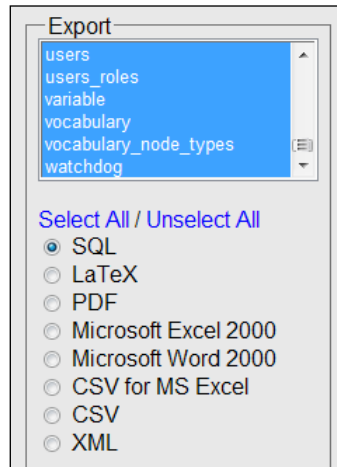 Export
users
users_roles
variable
vocabulary
vocabulary_node_types
watchdog
Select All / Unselect All
SQL
LaTeX
PDF
Microsoft Excel 2000
Microsoft Word 2000
CSV for MS Excel
CSV
XML